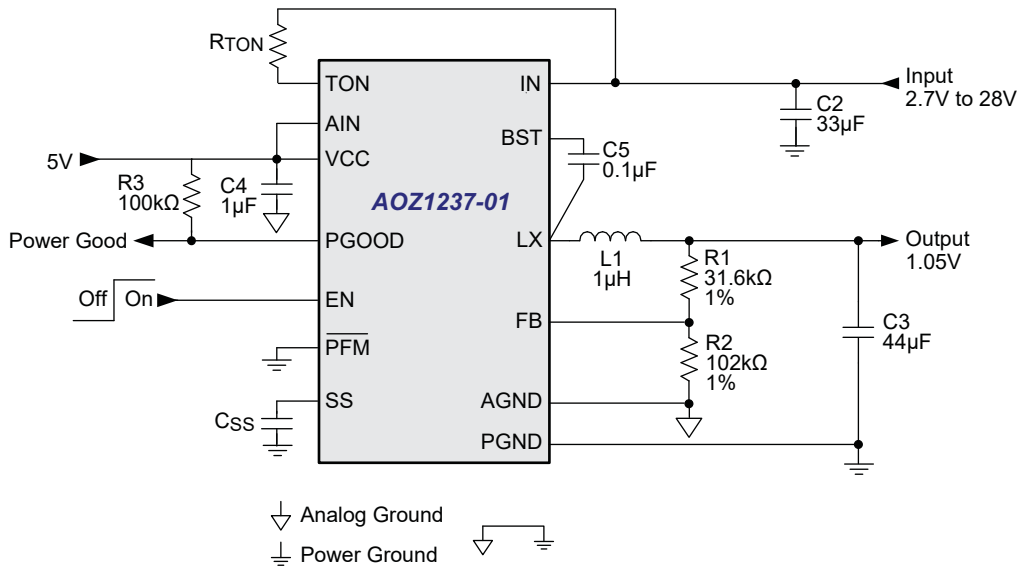 RTON
TON
IN
Input
2.7V to 28V
C2
33µF
AIN
BST
5V
VCC
C5
0.1µF
R3
100kΩ
C4
1µF
AOZ1237-01
Power Good
PGOOD
LX
L1
1µH
Output
1.05V
R1
31.6kΩ
1%
Off
On
EN
FB
PFM
R2
102kΩ
1%
C3
44µF
SS
CSS
AGND
PGND
Analog Ground
Power Ground